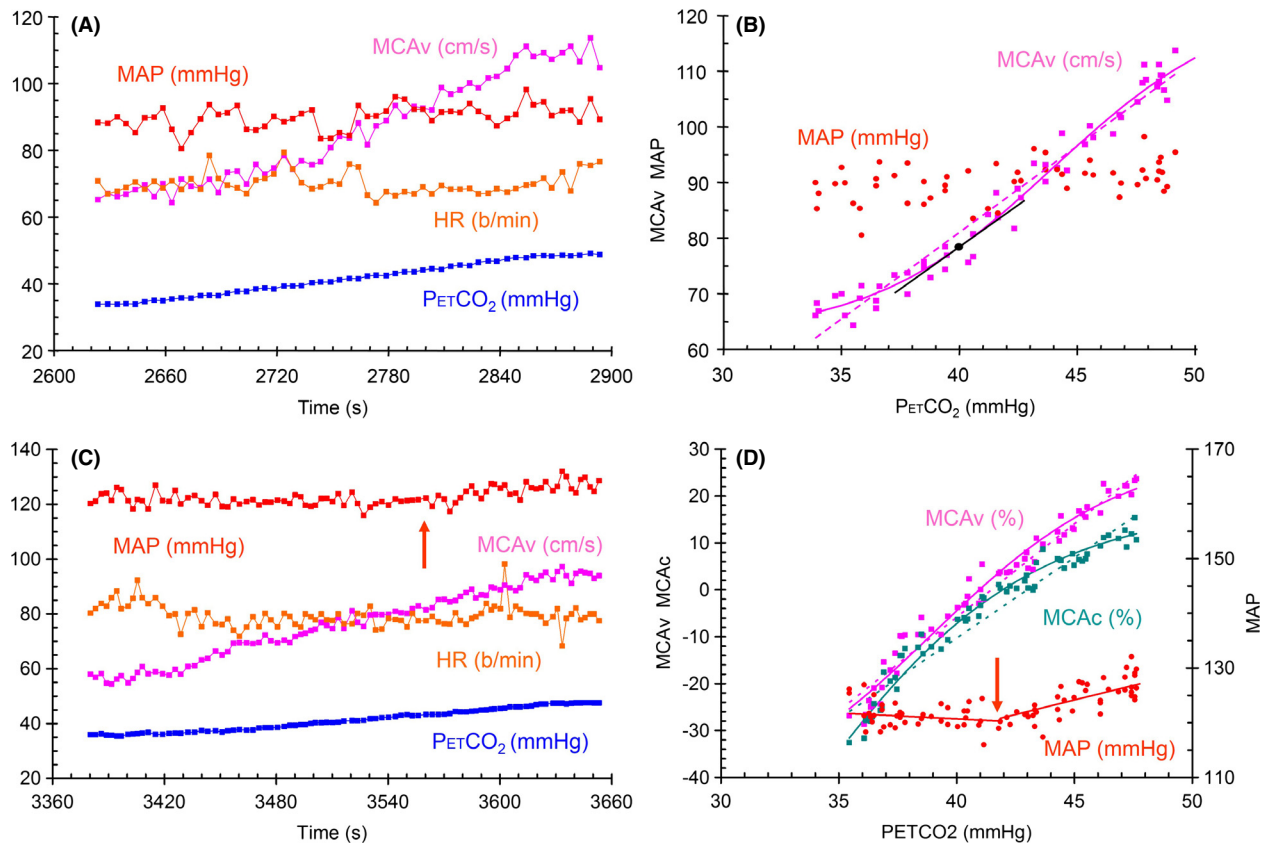 (A)
120
100
80
60
40
20
MCAv (cm/s)
MAP (mmHg)
HR (b/min)
PETCO2 (mmHg)
2600 2660 2720 2780 2840 2900
Time (s)
(B)
120
110
100
90
80
70
60
MCAv MAP
MCAv (cm/s)
MAP (mmHg)
30 35 40 45 50
PETCO2 (mmHg)
(C)
140
120
100
80
60
40
20
MAP (mmHg)
MCAv (cm/s)
HR (b/min)
PETCO2 (mmHg)
3360 3420 3480 3540 3600 3660
Time (s)
(D)
30
20
10
0
-10
-20
-30
-40
MCAv MCAc
170
150
130
110
MAP
MCAv (%)
MCAc (%)
MAP (mmHg)
30 35 40 45 50
PETCO2 (mmHg)